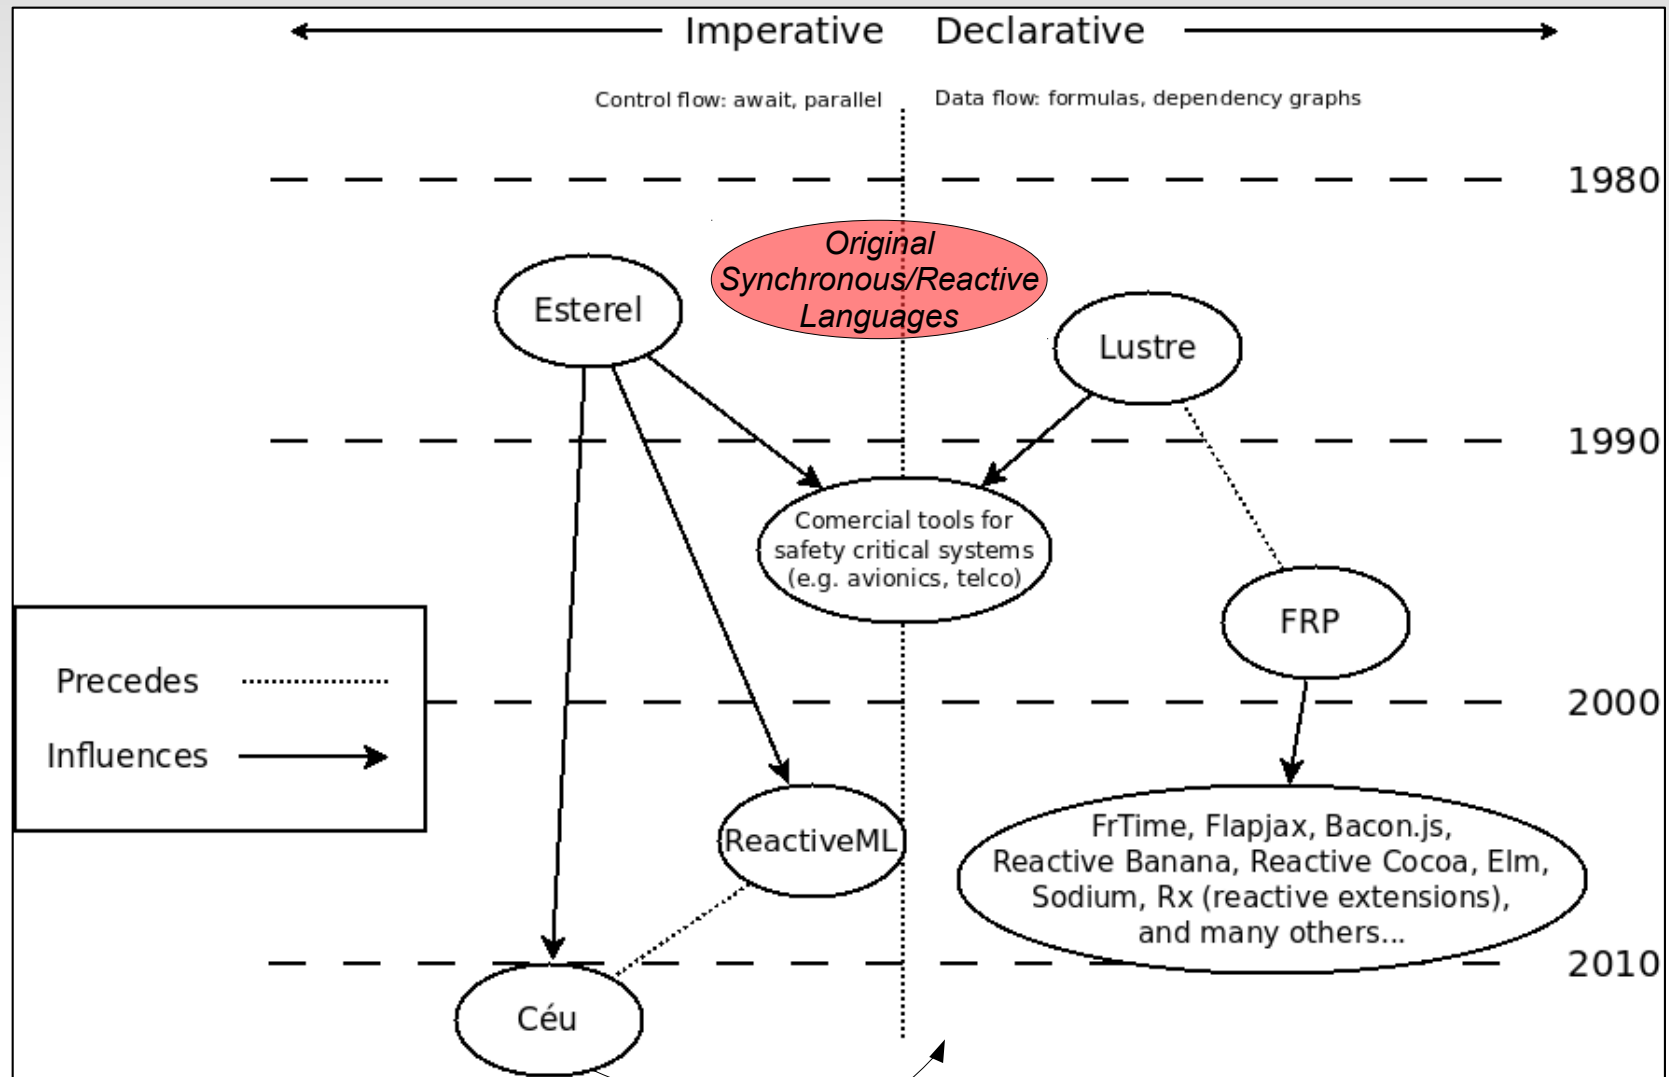 Imperative
Declarative
Control flow: await, parallel
Data flow: formulas, dependency graphs
1980
Original
Synchronous/Reactive
Languages
Esterel
Lustre
1990
Comercial tools for
safety critical systems
(e.g. avionics, telco)
FRP
Precedes
Influences
2000
ReactiveML
FrTime, Flapjax, Bacon.js,
Reactive Banana, Reactive Cocoa, Elm,
Sodium, Rx (reactive extensions),
and many others...
2010
Céu